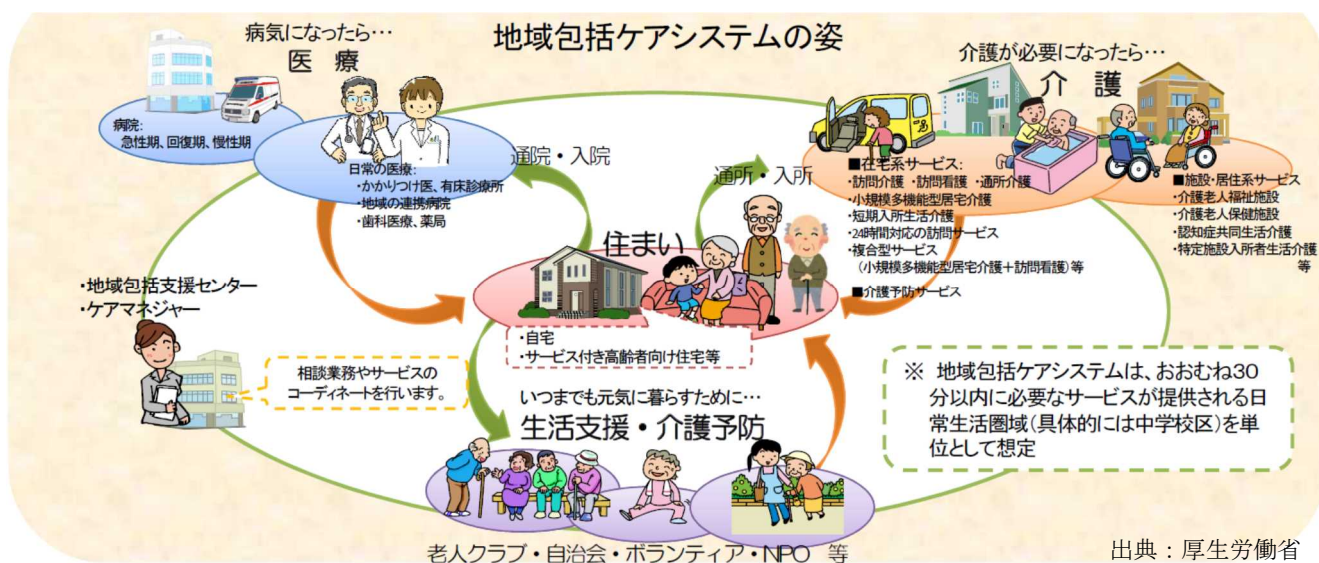 地域包括ケアシステムの姿
病気になったら…
医 療
病院:
急性期、回復期、慢性期
日常の医療:
・かかりつけ医、有床診療所
・地域の連携病院
・歯科医療、薬局
通院・入院
通所・入所
介護が必要になったら…
介 護
■在宅系サービス:
・訪問介護 ・訪問看護 ・通所介護
・小規模多機能型居宅介護
・短期入所生活介護
・24時間対応の訪問サービス
・複合型サービス
(小規模多機能型居宅介護+訪問看護)等
■介護予防サービス
■施設・居住系サービス
・介護老人福祉施設
・介護老人保健施設
・認知症共同生活介護
・特定施設入所者生活介護
等
住まい
・自宅
・サービス付き高齢者向け住宅等
・地域包括支援センター
・ケアマネジャー
相談業務やサービスの
コーディネートを行います。
いつまでも元気に暮らすために…
生活支援・介護予防
老人クラブ・自治会・ボランティア・NPO 等
※ 地域包括ケアシステムは、おおむね30
分以内に必要なサービスが提供される日
常生活圏域(具体的には中学校区)を単
位として想定
出典:厚生労働省